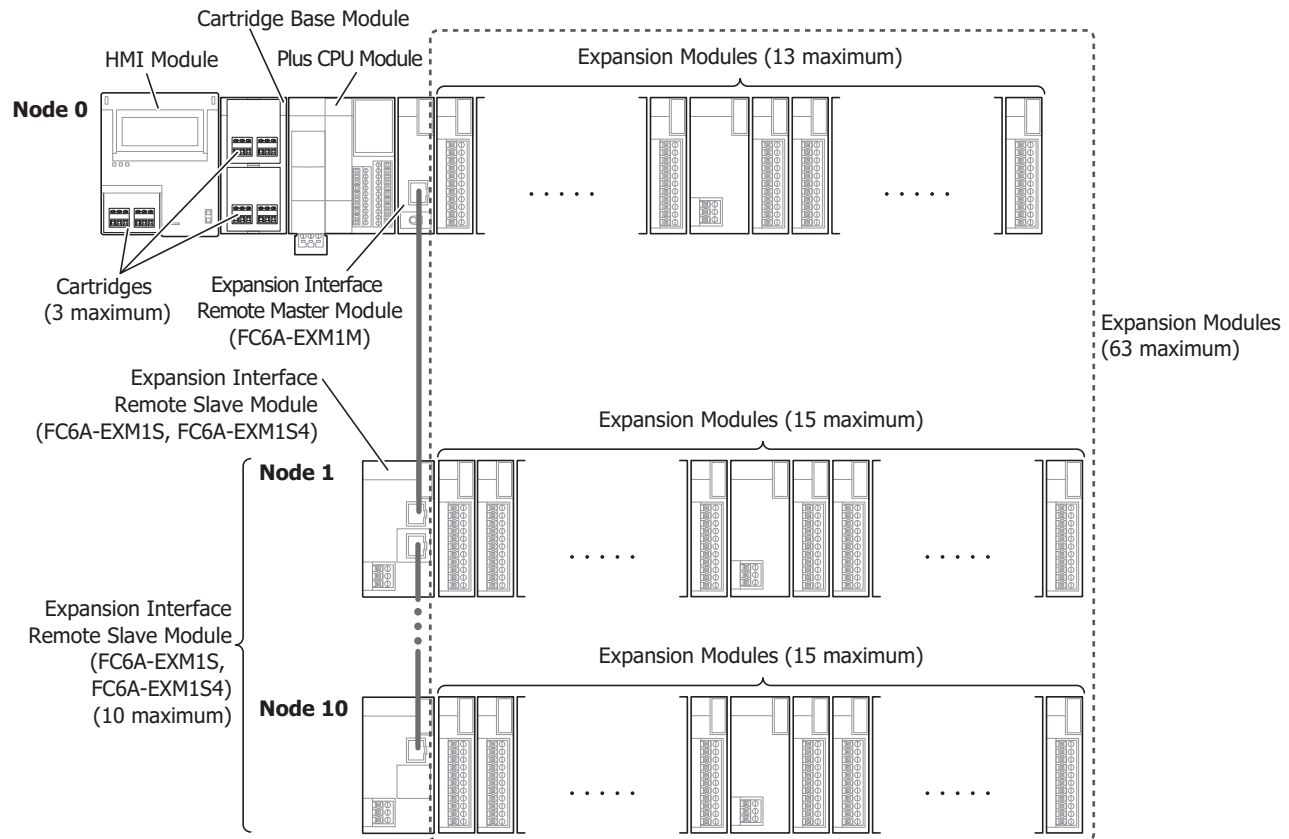 Cartridge Base Module
HMI Module
Plus CPU Module
Expansion Modules (13 maximum)
Node 0
Cartridges
(3 maximum)
Expansion Interface
Remote Master Module
(FC6A-EXM1M)
Expansion Modules
(63 maximum)
Expansion Interface
Remote Slave Module
(FC6A-EXM1S, FC6A-EXM1S4)
Expansion Modules (15 maximum)
Node 1
Expansion Interface
Remote Slave Module
(FC6A-EXM1S,
FC6A-EXM1S4)
(10 maximum)
Expansion Modules (15 maximum)
Node 10